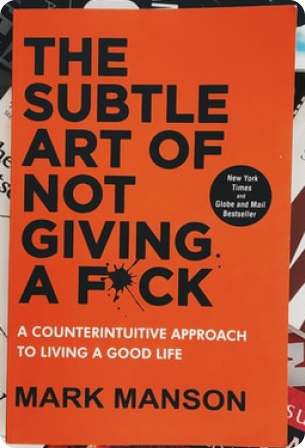 THE
SUBTLE
ART OF
NOT
GIVING
A F*CK
New York
Times
and
Globe and Mail
Bestseller
A COUNTERINTUITIVE APPROACH
TO LIVING A GOOD LIFE
MARK MANSON